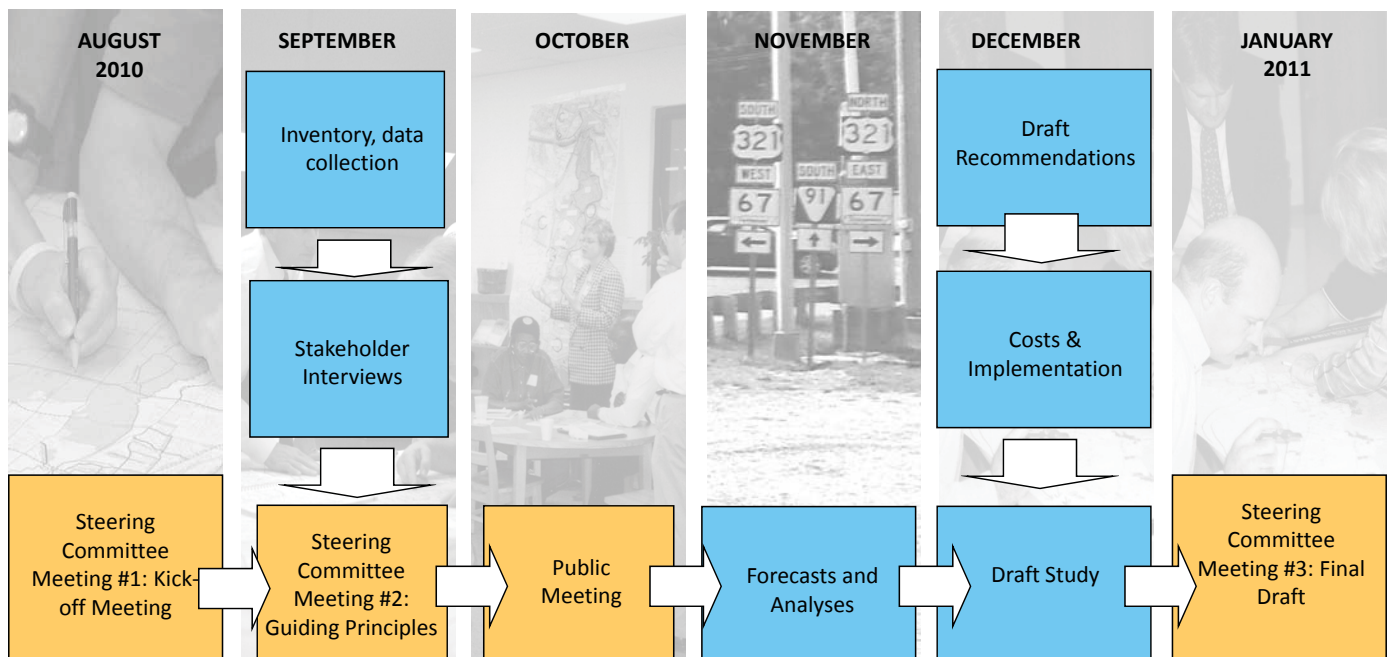 AUGUST
2010
SEPTEMBER
OCTOBER
NOVEMBER
DECEMBER
JANUARY
2011
Inventory, data
collection
Stakeholder
Interviews
SOUTH
321
NORTH
321
WEST
67
SOUTH
91
EAST
67
Draft
Recommendations
Costs &
Implementation
Steering
Committee
Meeting #1: Kick-
off Meeting
Steering
Committee
Meeting #2:
Guiding Principles
Public
Meeting
Forecasts and
Analyses
Draft Study
Steering
Committee
Meeting #3: Final
Draft